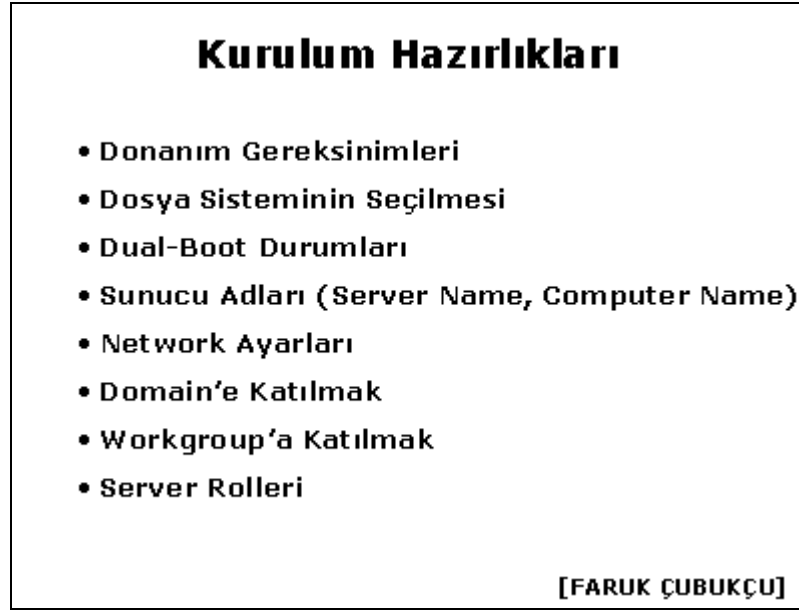 Kurulum Hazırlıkları
• Donanım Gereksinimleri
• Dosya Sisteminin Seçilmesi
• Dual-Boot Durumları
• Sunucu Adları (Server Name, Computer Name)
• Network Ayarları
• Domain’e Katılmak
• Workgroup’a Katılmak
• Server Rolleri
[FARUK ÇUBUKÇU]